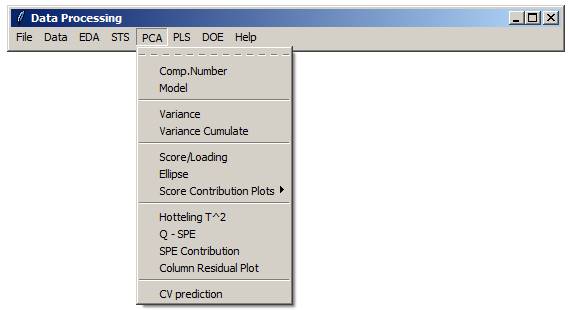 Data Processing
File Data EDA STS PCA PLS DOE Help
Comp.Number
Model
Variance
Variance Cumulate
Score/Loading
Ellipse
Score Contribution Plots
Hotteling T^2
Q - SPE
SPE Contribution
Column Residual Plot
CV prediction